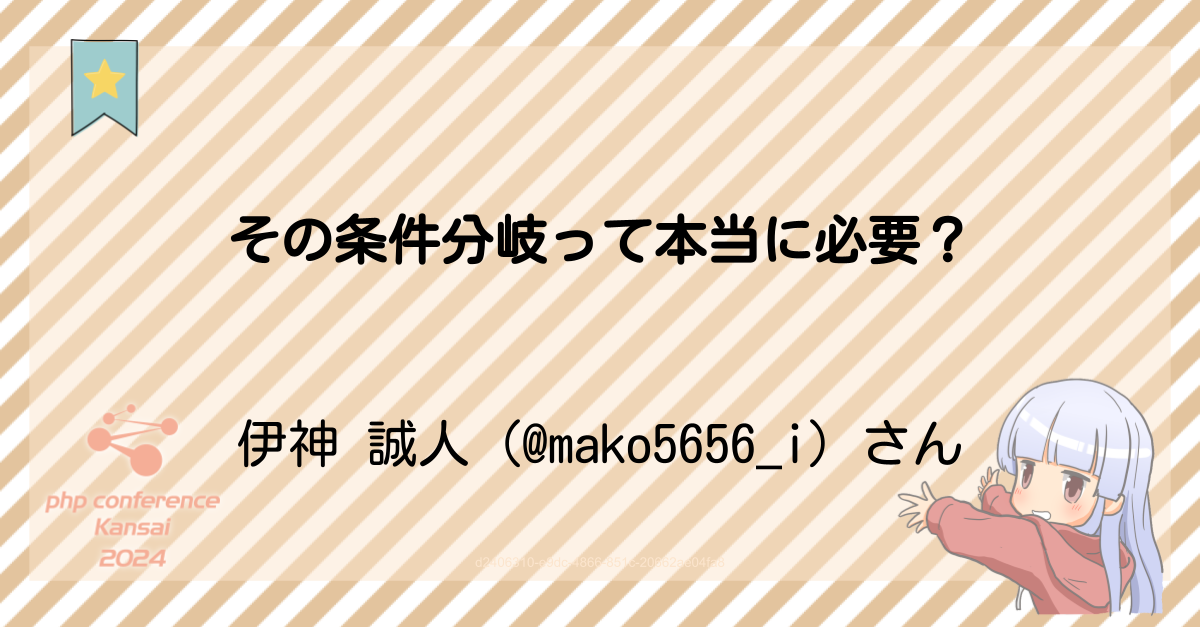 その条件分岐って本当に必要？
伊神 誠人（@mako5656_i）さん
php conference
Kansai
2024